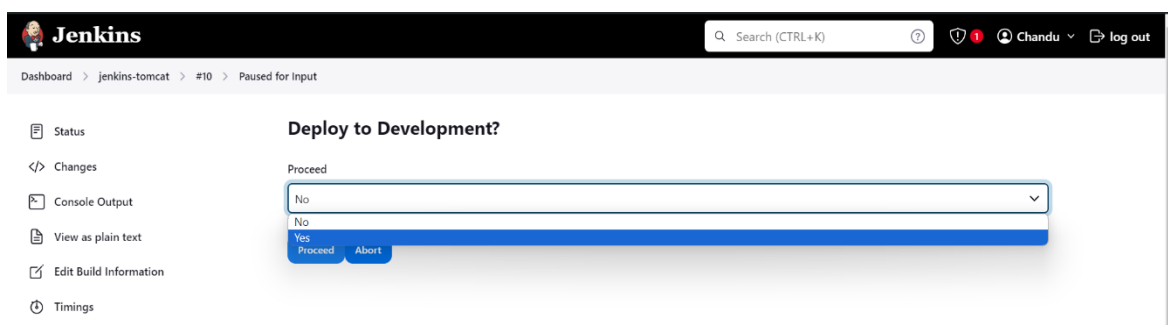 Jenkins
Search (CTRL+K)
1
Chandu
log out
Dashboard > jenkins-tomcat > #10 > Paused for Input
Status
Changes
Console Output
View as plain text
Edit Build Information
Timings
Deploy to Development?
Proceed
No
No
Yes
Proceed Abort